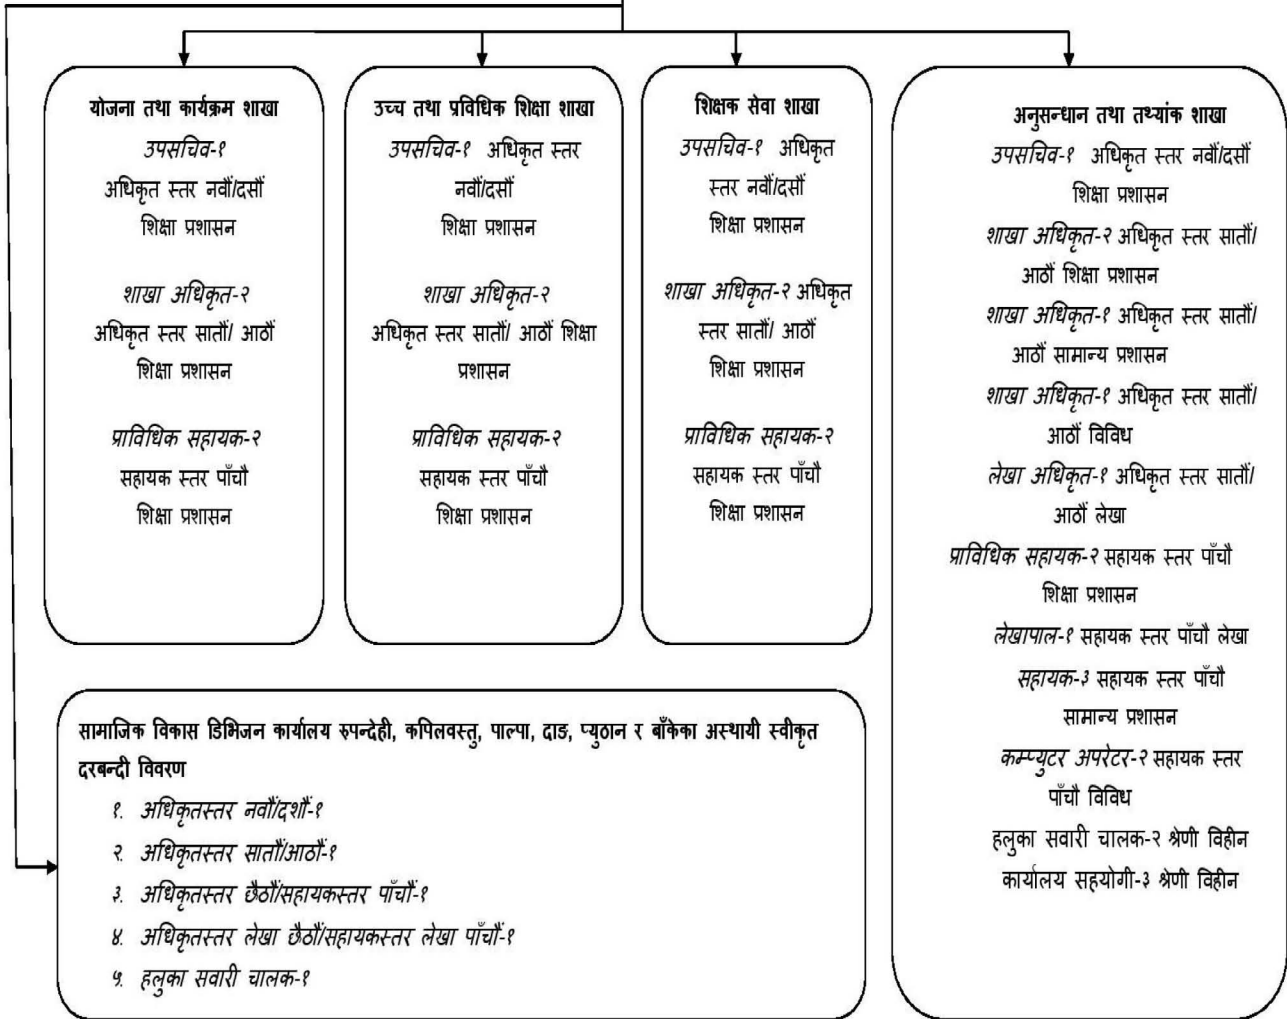 योजना तथा कार्यक्रम शाखा
उपसचिव-१
अधिकृत स्तर नवौं/दसौं
शिक्षा प्रशासन
शाखा अधिकृत-२
अधिकृत स्तर सातौं/ आठौं
शिक्षा प्रशासन
प्राविधिक सहायक-२
सहायक स्तर पाँचौ
शिक्षा प्रशासन
उच्च तथा प्रविधिक शिक्षा शाखा
उपसचिव-१ अधिकृत स्तर
नवौं/दसौं
शिक्षा प्रशासन
शाखा अधिकृत-२
अधिकृत स्तर सातौं/ आठौं शिक्षा
प्रशासन
प्राविधिक सहायक-२
सहायक स्तर पाँचौ
शिक्षा प्रशासन
शिक्षक सेवा शाखा
उपसचिव-१ अधिकृत
स्तर नवौं/दसौं
शिक्षा प्रशासन
शाखा अधिकृत-२ अधिकृत
स्तर सातौं/ आठौं
शिक्षा प्रशासन
प्राविधिक सहायक-२
सहायक स्तर पाँचौ
शिक्षा प्रशासन
अनुसन्धान तथा तथ्यांक शाखा
उपसचिव-१ अधिकृत स्तर नवौं/दसौं
शिक्षा प्रशासन
शाखा अधिकृत-२ अधिकृत स्तर सातौं/
आठौं शिक्षा प्रशासन
शाखा अधिकृत-१ अधिकृत स्तर सातौं/
आठौं सामान्य प्रशासन
शाखा अधिकृत-१ अधिकृत स्तर सातौं/
आठौं विविध
लेखा अधिकृत-१ अधिकृत स्तर सातौं/
आठौं लेखा
प्राविधिक सहायक-२ सहायक स्तर पाँचौ
शिक्षा प्रशासन
लेखापाल-१ सहायक स्तर पाँचौ लेखा
सहायक-३ सहायक स्तर पाँचौ
सामान्य प्रशासन
कम्प्युटर अपरेटर-२ सहायक स्तर
पाँचौ विविध
हलुका सवारी चालक-२ श्रेणी विहीन
कार्यालय सहयोगी-३ श्रेणी विहीन
सामाजिक विकास डिभिजन कार्यालय रुपन्देही, कपिलवस्तु, पाल्पा, दाङ, प्युठान र बाँकेका अस्थायी स्वीकृत
दरबन्दी विवरण
१. अधिकृतस्तर नवौं/दशौं-१
२. अधिकृतस्तर सातौं/आठौं-१
३. अधिकृतस्तर छैठौं/सहायकस्तर पाँचौं-१
४. अधिकृतस्तर लेखा छैठौं/सहायकस्तर लेखा पाँचौं-१
५. हलुका सवारी चालक-१